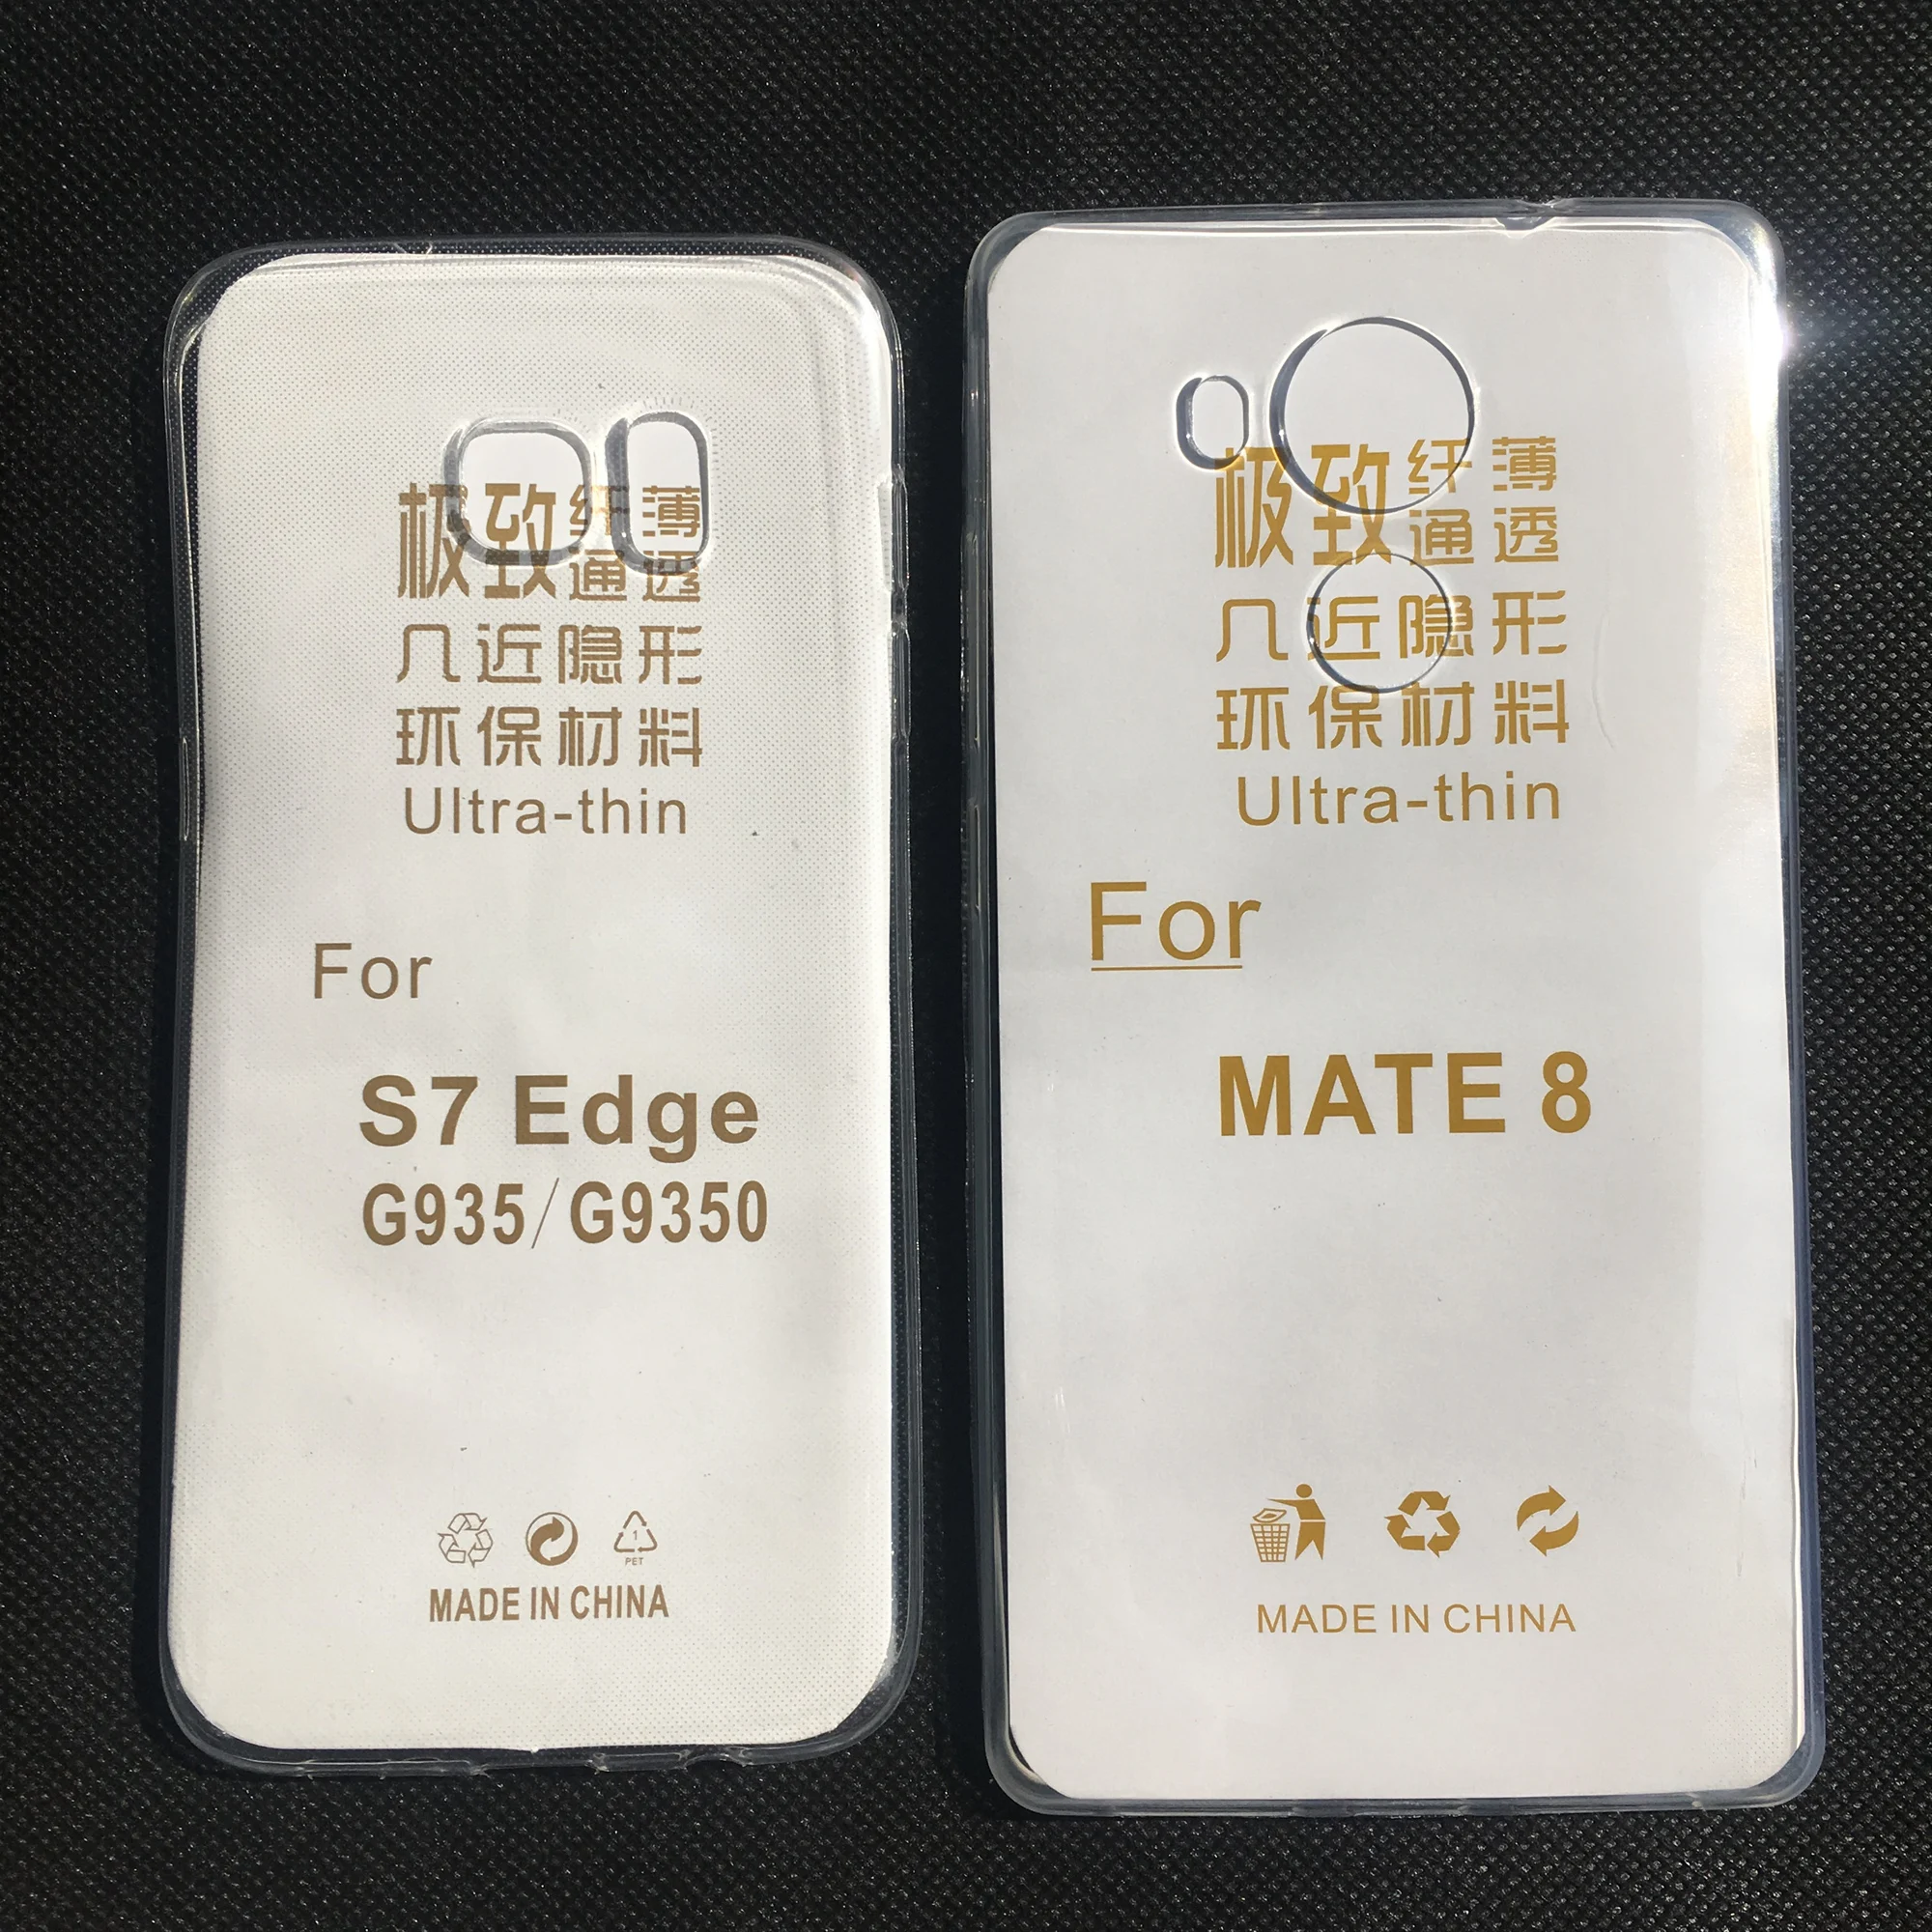 极致纤薄
通透
几近隐形
环保材料
Ultra-thin
For
S7 Edge
G935/G9350
1
PET
MADE IN CHINA
极致纤薄
通透
几近隐形
环保材料
Ultra-thin
For
MATE 8
MADE IN CHINA